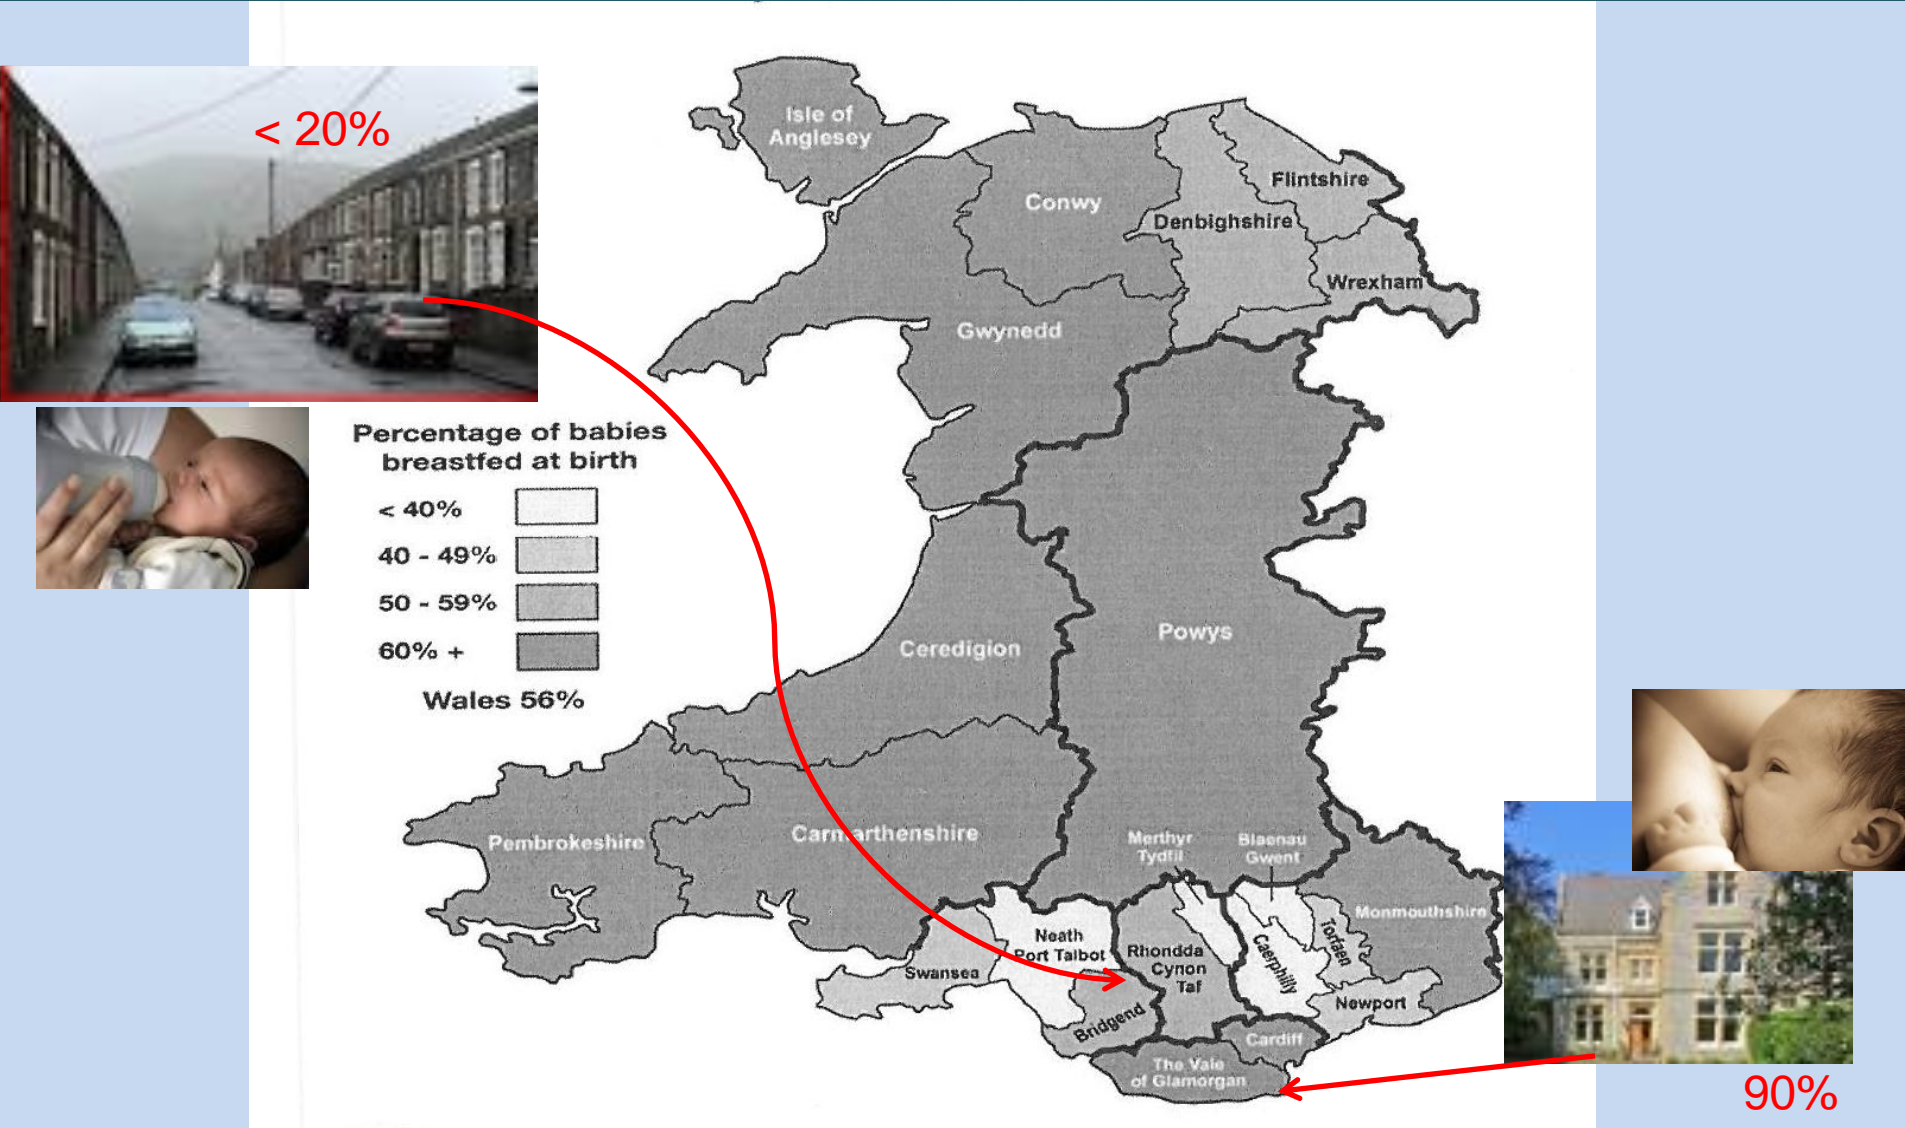 < 20%
Isle of
Anglesey
Conwy
Flintshire
Denbighshire
Wrexham
Gwynedd
Percentage of babies
breastfed at birth
< 40%
40 - 49%
50 - 59%
60% +
Wales 56%
Ceredigion
Powys
Pembrokeshire
Carmarthenshire
Merthyr
Tydfil
Blaenau
Gwent
Monmouthshire
Neath
Port Talbot
Rhondda
Cynon
Taf
Caerphilly
Torfaen
Swansea
Newport
Bridgend
Cardiff
The Vale
of Glamorgan
90%